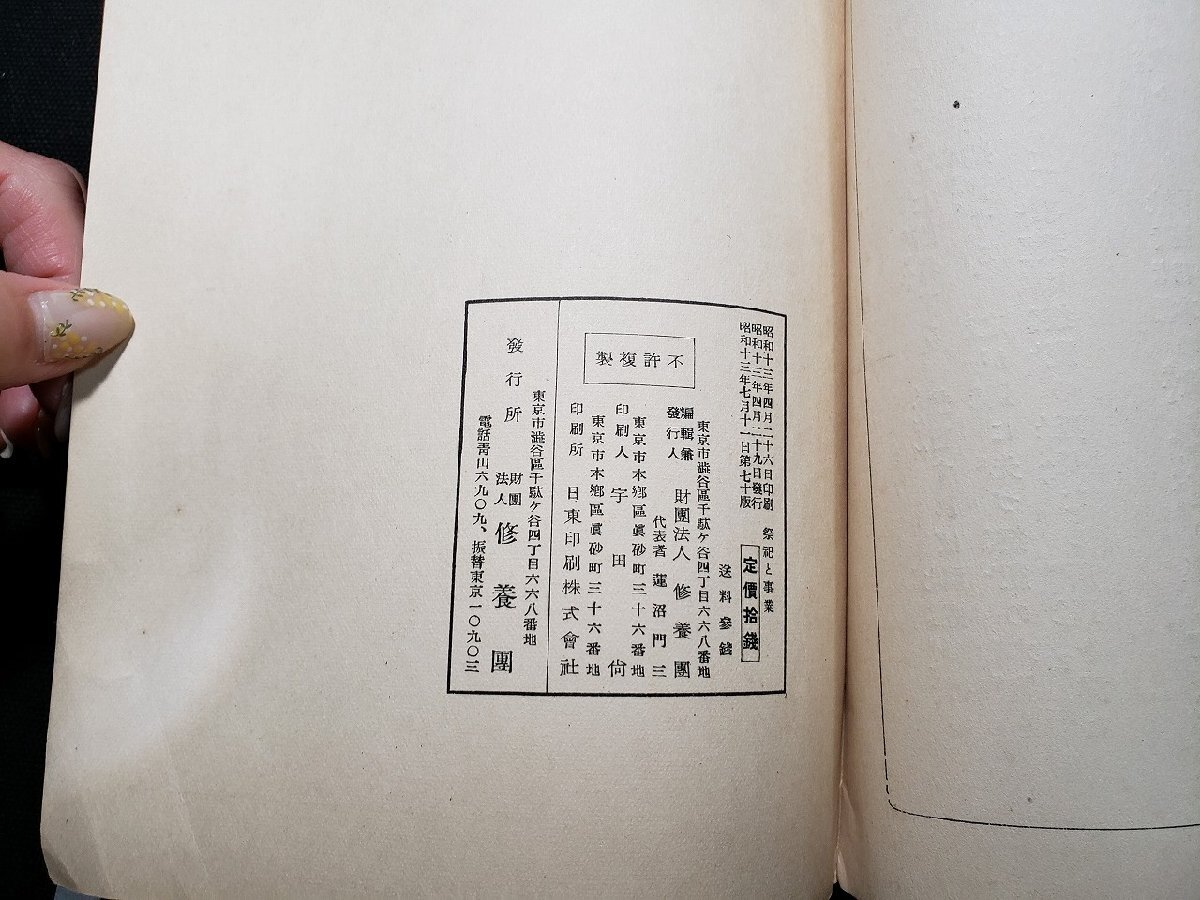 昭和十三年四月二十六日印刷
昭和十三年四月二十九日發行
昭和十三年七月十一日第七十版
祭祀と事業
定價拾錢
送料參錢
東京市澁谷區千駄ケ谷四丁目六六八番地
編輯兼
發行人
財團法人 修養團
代表者 蓮沼門三
東京市本鄉區眞砂町三十六番地
印刷人 宇田尙
東京市本鄉區眞砂町三十六番地
印刷所 日東印刷株式會社
不許複製
東京市澁谷區千駄ケ谷四丁目六六八番地
發行所 財團法人 修養團
電話靑山六九〇九、振替東京一〇九〇三